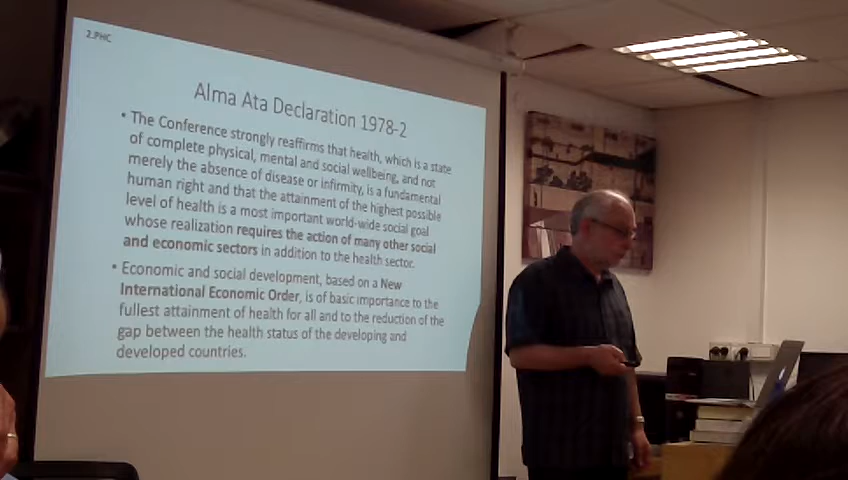 2.PHC
Alma Ata Declaration 1978-2
• The Conference strongly reaffirms that health, which is a state
of complete physical, mental and social wellbeing, and not
merely the absence of disease or infirmity, is a fundamental
human right and that the attainment of the highest possible
level of health is a most important world-wide social goal
whose realization requires the action of many other social
and economic sectors in addition to the health sector.
• Economic and social development, based on a New
International Economic Order, is of basic importance to the
fullest attainment of health for all and to the reduction of the
gap between the health status of the developing and
developed countries.